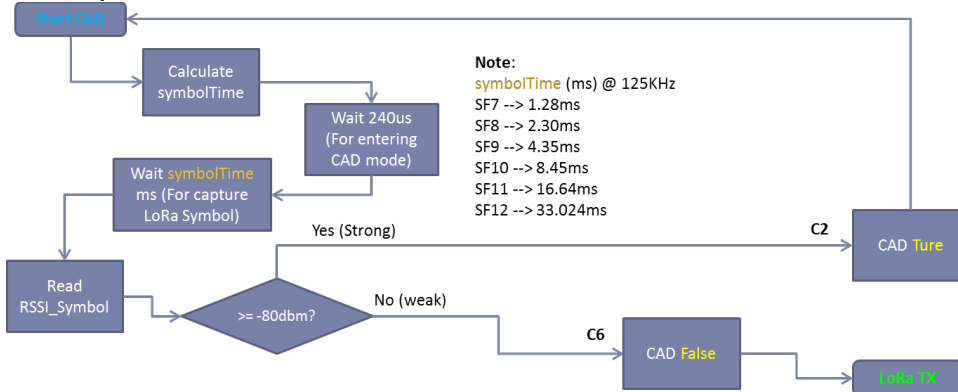 Start CAD
Calculate
symbolTime
Wait 240us
(For entering
CAD mode)
Note:
symbolTime (ms) @ 125KHz
SF7 --> 1.28ms
SF8 --> 2.30ms
SF9 --> 4.35ms
SF10 --> 8.45ms
SF11 --> 16.64ms
SF12 --> 33.024ms
Wait symbolTime
ms (For capture
LoRa Symbol)
Yes (Strong)
C2
CAD Ture
Read
RSSI_Symbol
>= -80dbm?
No (weak)
C6
CAD False
LoRa TX